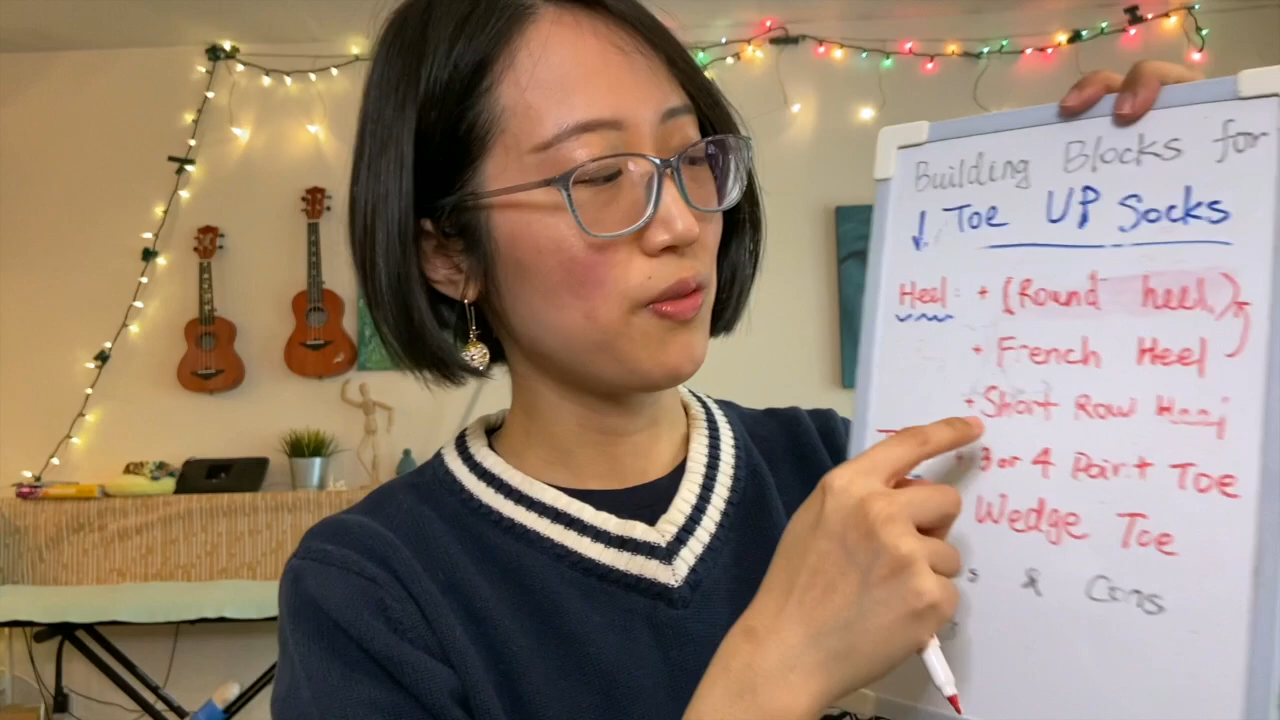 Building Blocks for
↓ Toe UP Socks
Heel: + (Round heel)
+ French Heel
+ Short Row Heel
3 or 4 Point Toe
Wedge Toe
s & Cons